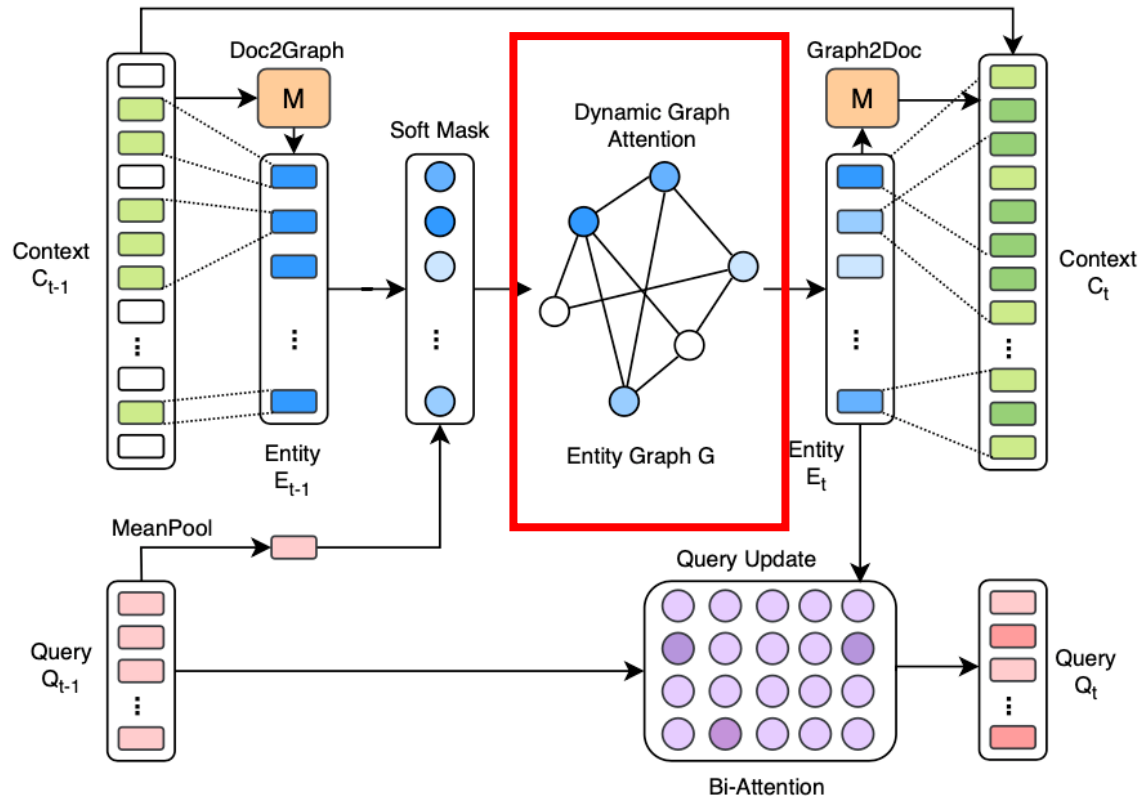 Doc2Graph
M
Soft Mask
Dynamic Graph
Attention
Graph2Doc
M
Context
C_{t-1}
...
...
...
...
...
Context
C_t
Entity
E_{t-1}
Entity Graph G
Entity
E_t
MeanPool
Query Update
Query
Q_{t-1}
...
...
Query
Q_t
Bi-Attention